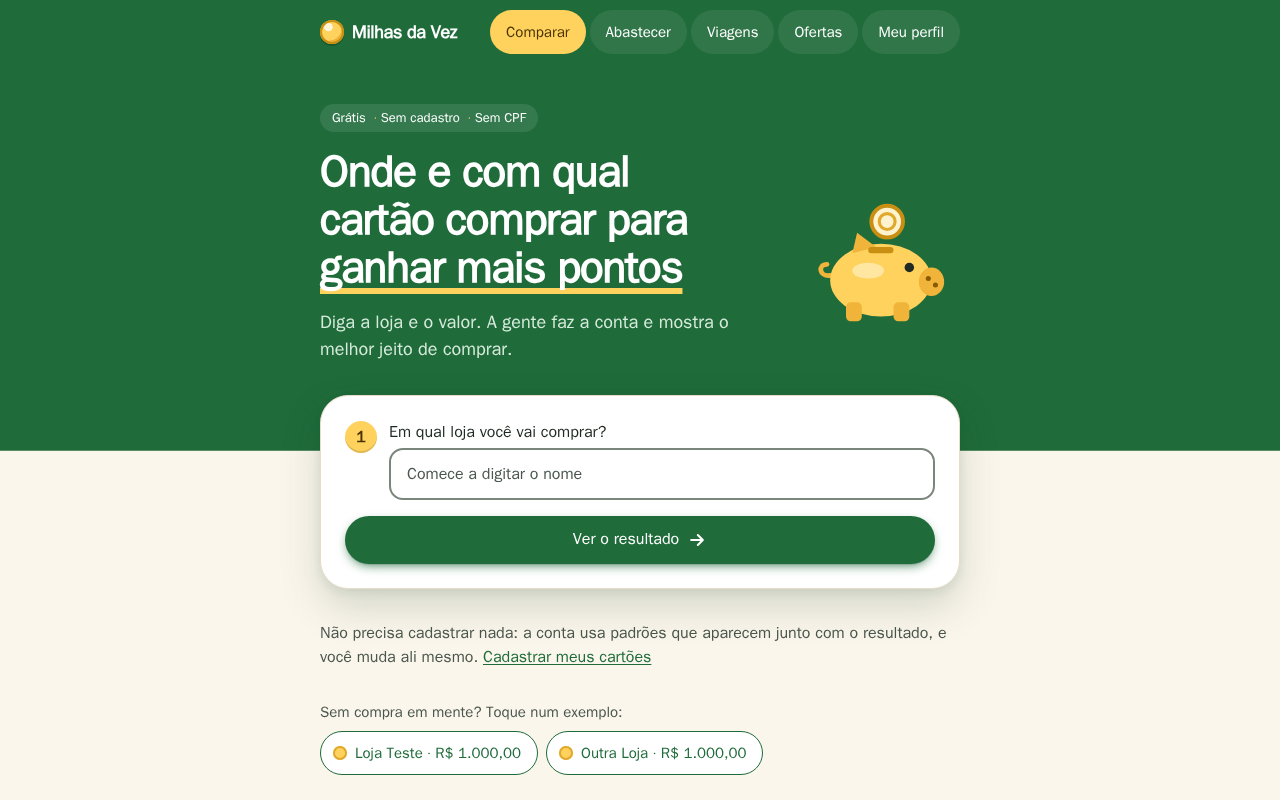 Milhas da Vez
Comparar
Abastecer
Viagens
Ofertas
Meu perfil
Grátis · Sem cadastro · Sem CPF
Onde e com qual
cartão comprar para
ganhar mais pontos
Diga a loja e o valor. A gente faz a conta e mostra o
melhor jeito de comprar.
1
Em qual loja você vai comprar?
Comece a digitar o nome
Ver o resultado →
Não precisa cadastrar nada: a conta usa padrões que aparecem junto com o resultado, e
você muda ali mesmo. Cadastrar meus cartões
Sem compra em mente? Toque num exemplo:
Loja Teste · R$ 1.000,00
Outra Loja · R$ 1.000,00